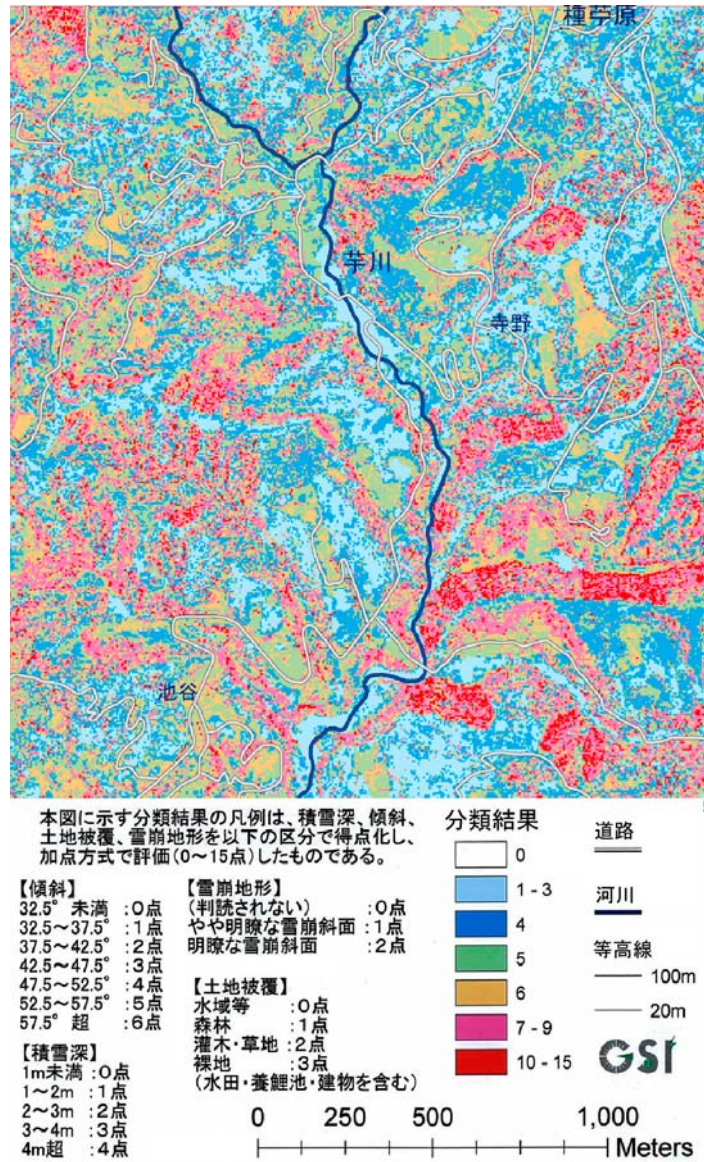 種苧原
芋川
寺野
池谷
本図に示す分類結果の凡例は、積雪深、傾斜、
土地被覆、雪崩地形を以下の区分で得点化し、
加点方式で評価(0～15点)したものである。
【傾斜】
32.5° 未満 :0点
32.5～37.5° :1点
37.5～42.5° :2点
42.5～47.5° :3点
47.5～52.5° :4点
52.5～57.5° :5点
57.5° 超 :6点
【積雪深】
1m未満 :0点
1～2m :1点
2～3m :2点
3～4m :3点
4m超 :4点
【雪崩地形】
(判読されない) :0点
やや明瞭な雪崩斜面 :1点
明瞭な雪崩斜面 :2点
【土地被覆】
水域等 :0点
森林 :1点
灌木・草地 :2点
裸地 :3点
(水田・養鯉池・建物を含む)
分類結果
0
1 - 3
4
5
6
7 - 9
10 - 15
道路
河川
等高線
100m
20m
GSI
0 250 500 1,000
Meters